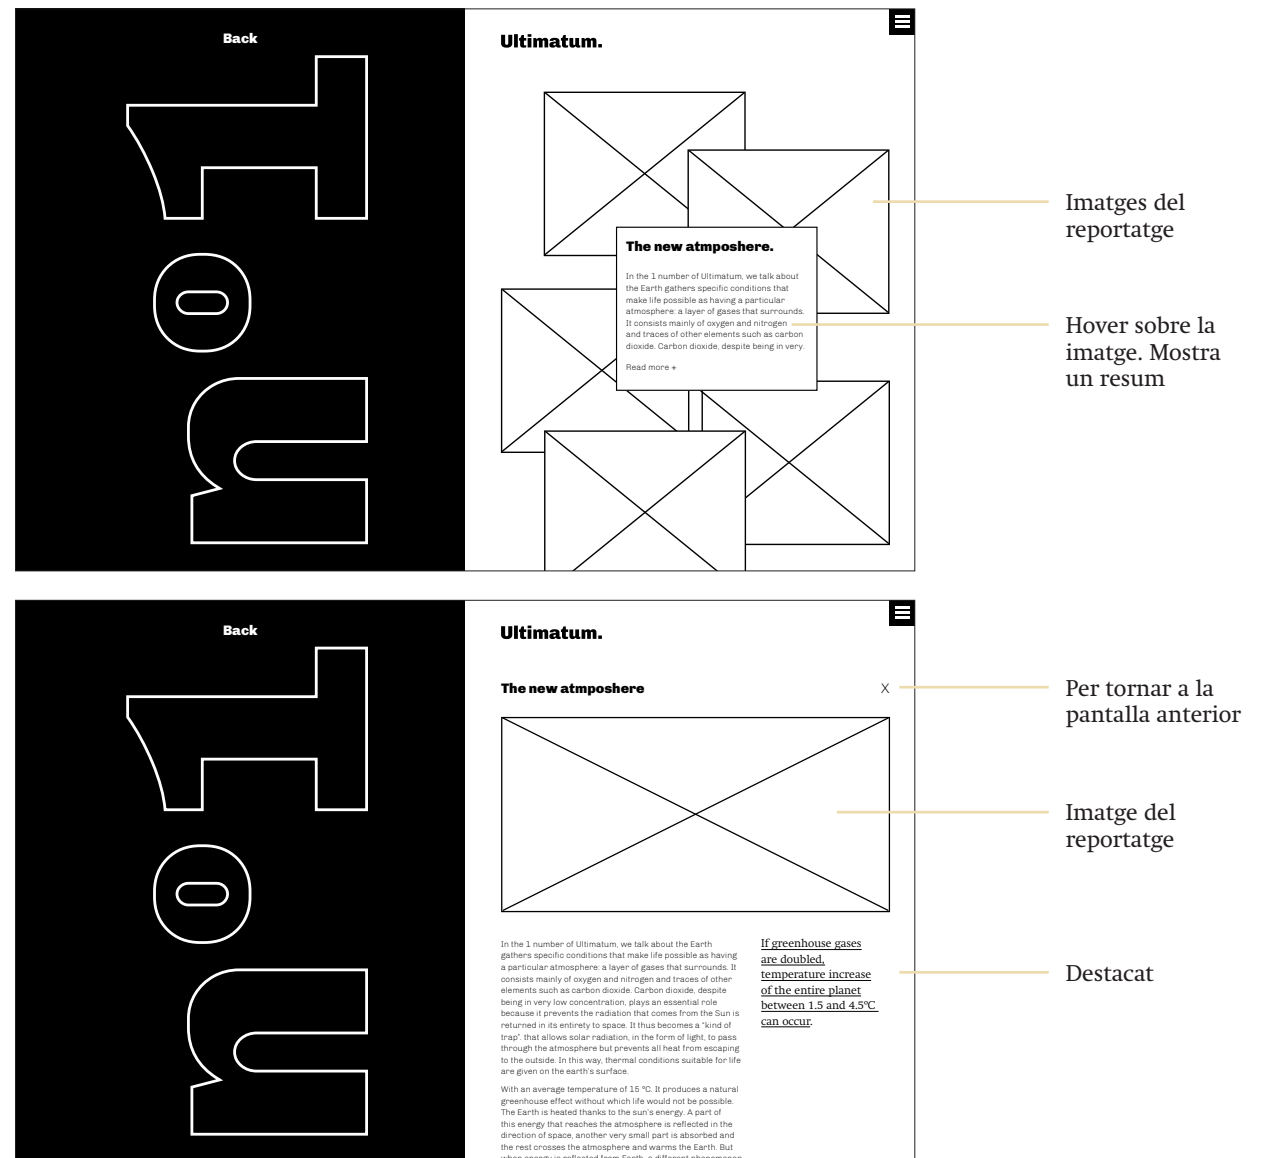 Back
nº1
Ultimatum.
The new atmposhere.
In the 1 number of Ultimatum, we talk about
the Earth gathers specific conditions that
make life possible as having a particular
atmosphere: a layer of gases that surrounds.
It consists mainly of oxygen and nitrogen
and traces of other elements such as carbon
dioxide. Carbon dioxide, despite being in very.
Read more +
Imatges del
reportatge
Hover sobre la
imatge. Mostra
un resum
Back
nº1
Ultimatum.
The new atmposhere
X
Per tornar a la
pantalla anterior
Imatge del
reportatge
In the 1 number of Ultimatum, we talk about the Earth
gathers specific conditions that make life possible as having
a particular atmosphere: a layer of gases that surrounds. It
consists mainly of oxygen and nitrogen and traces of other
elements such as carbon dioxide. Carbon dioxide, despite
being in very low concentration, plays an essential role
because it prevents the radiation that comes from the Sun is
returned in its entirety to space. It thus becomes a "kind of
trap". that allows solar radiation, in the form of light, to pass
through the atmosphere but prevents all heat from escaping
to the outside. In this way, thermal conditions suitable for life
are given on the earth's surface.
With an average temperature of 15 ºC. It produces a natural
greenhouse effect without which life would not be possible.
The Earth is heated thanks to the sun's energy. A part of
this energy that reaches the atmosphere is reflected in the
direction of space, another very small part is absorbed and
the rest crosses the atmosphere and warms the Earth. But
when energy is reflected from Earth, a different phenomenon
If greenhouse gases
are doubled,
temperature increase
of the entire planet
between 1.5 and 4.5ºC
can occur.
Destacat